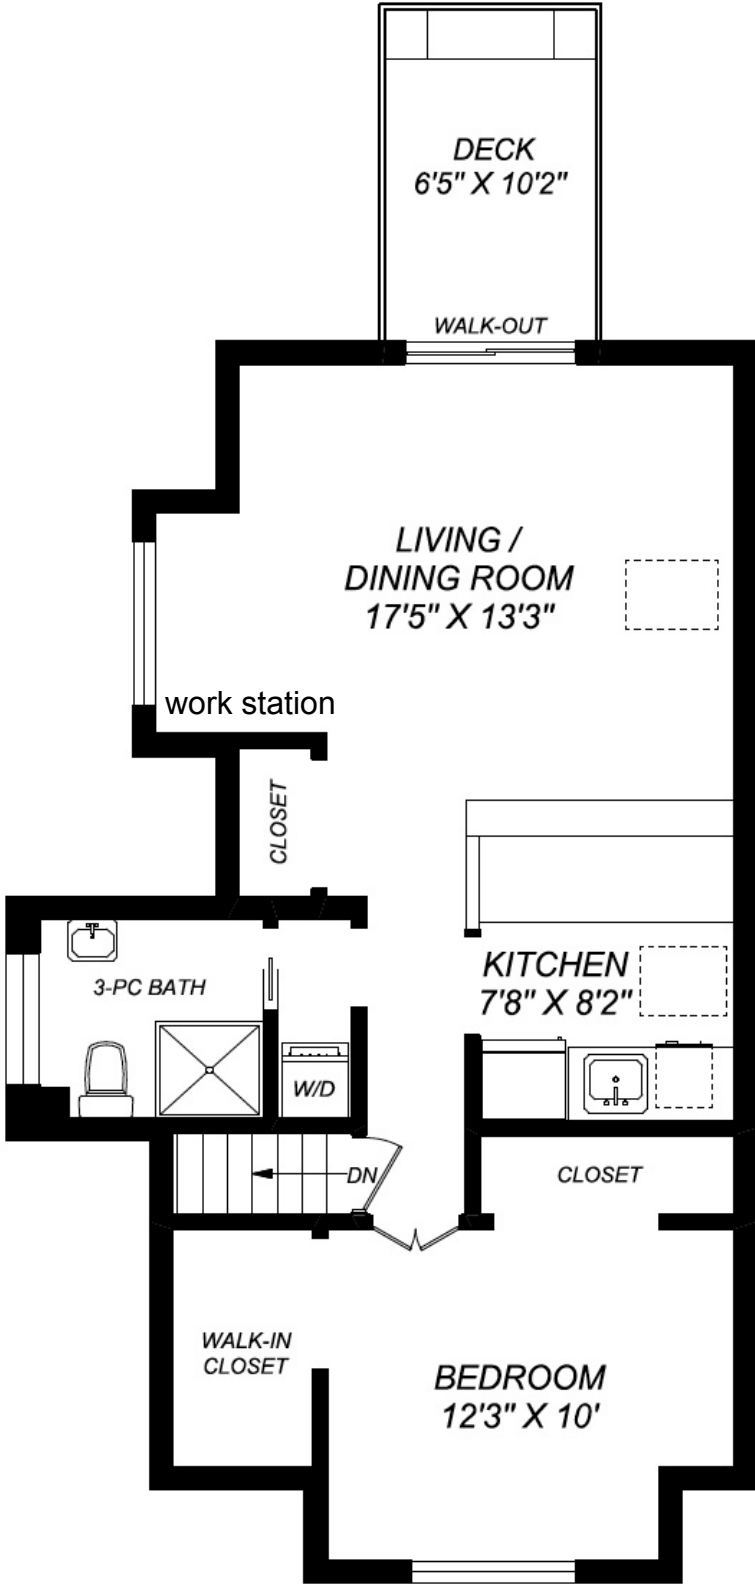 DECK
6'5" X 10'2"
WALK-OUT
LIVING /
DINING ROOM
17'5" X 13'3"
work station
CLOSET
KITCHEN
7'8" X 8'2"
3-PC BATH
W/D
DN
CLOSET
WALK-IN
CLOSET
BEDROOM
12'3" X 10'